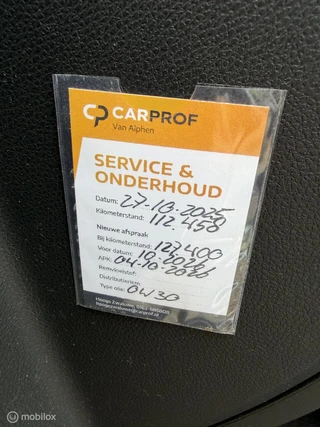 CP CARPROF
Van Alphen
SERVICE &
ONDERHOUD
Datum: 27-10-2025
Kilometerstand: 112.458
Nieuwe afspraak
Bij kilometerstand: 127.400
Voor datum: 10-2026
APK: 04-10-2026
Remvloeistof:
Distributieriem:
Type olie: 0W30
mobilox